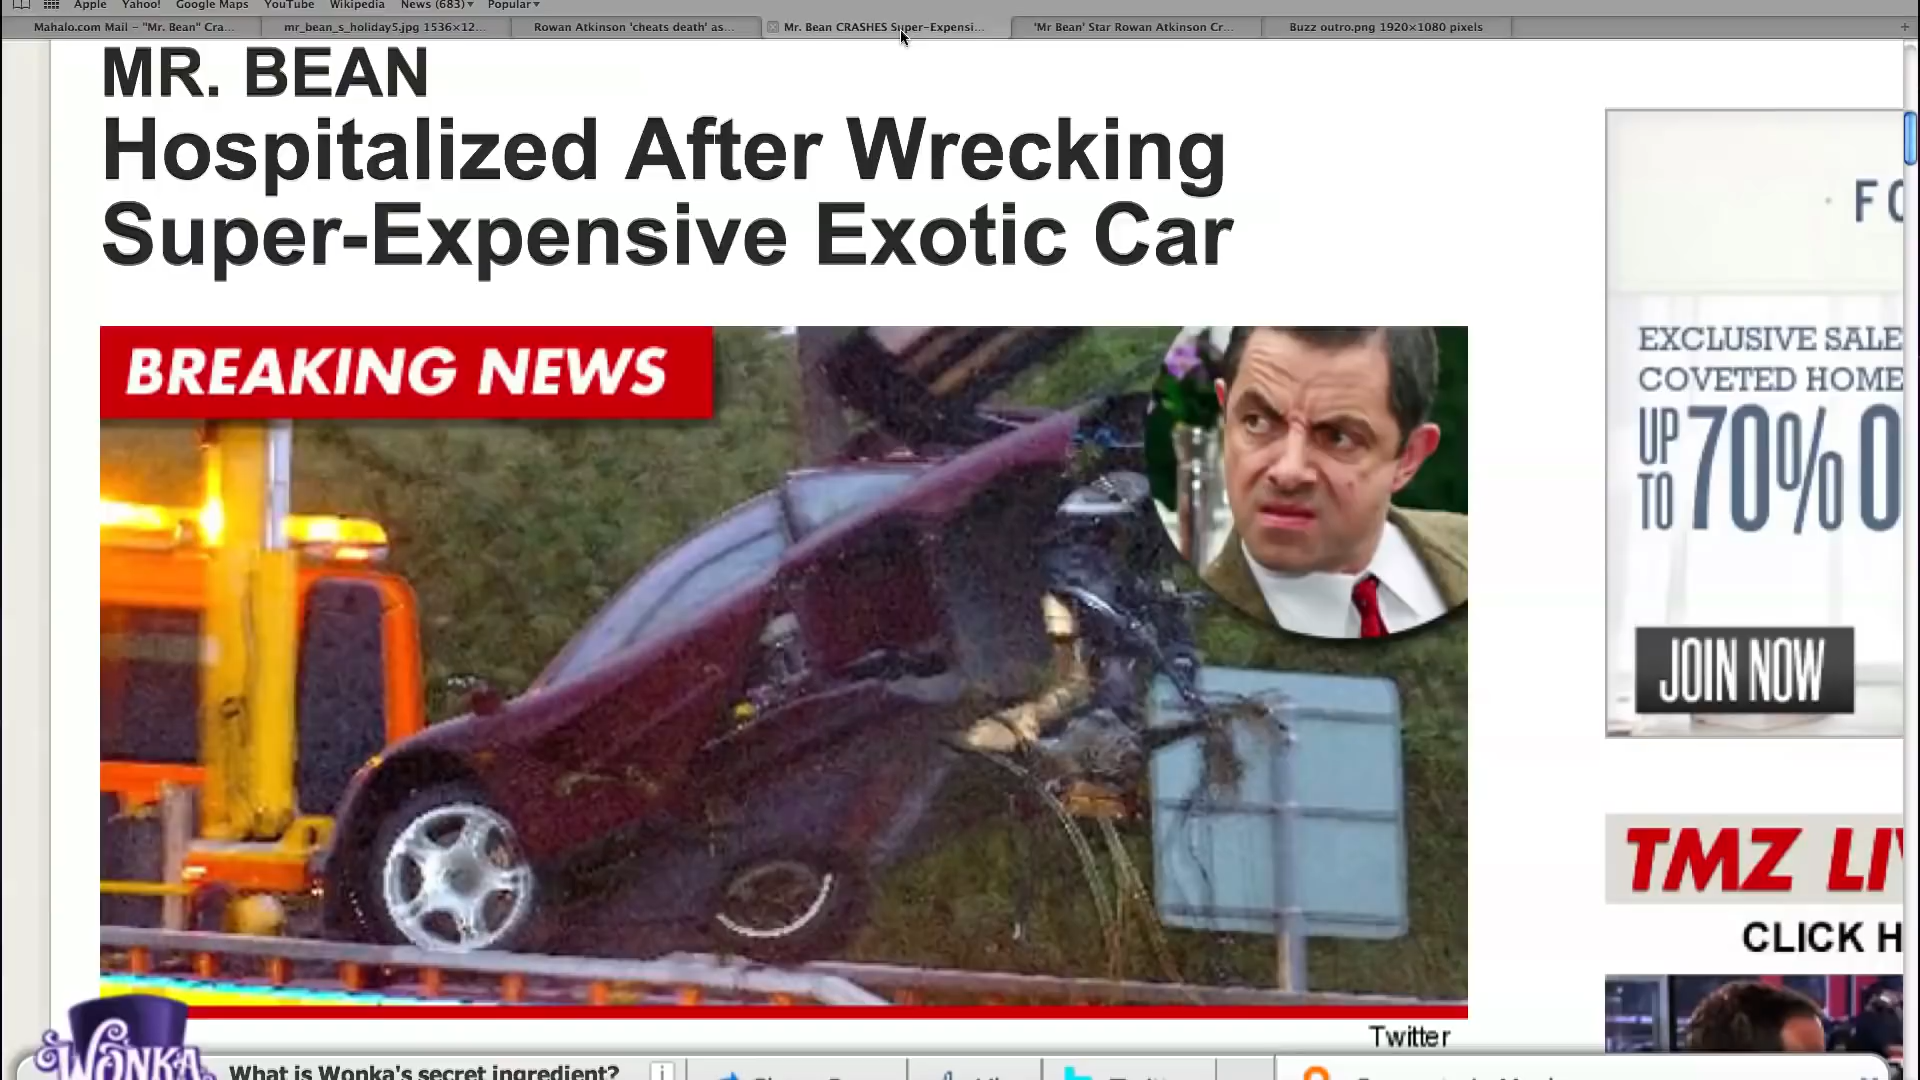 Apple Yahoo! Google Maps YouTube Wikipedia News (683) Popular
Mahalo.com Mail – "Mr. Bean" Cra... mr_bean_s_holiday5.jpg 1536×12... Rowan Atkinson 'cheats death' as... Mr. Bean CRASHES Super-Expensi... 'Mr Bean' Star Rowan Atkinson Cr... Buzz outro.png 1920×1080 pixels
MR. BEAN
Hospitalized After Wrecking
Super-Expensive Exotic Car
BREAKING NEWS
EXCLUSIVE SALE
COVETED HOME
UP
TO
70%
JOIN NOW
TMZ
CLICK
Twitter
WONKA
What is Wonka's secret ingredient?